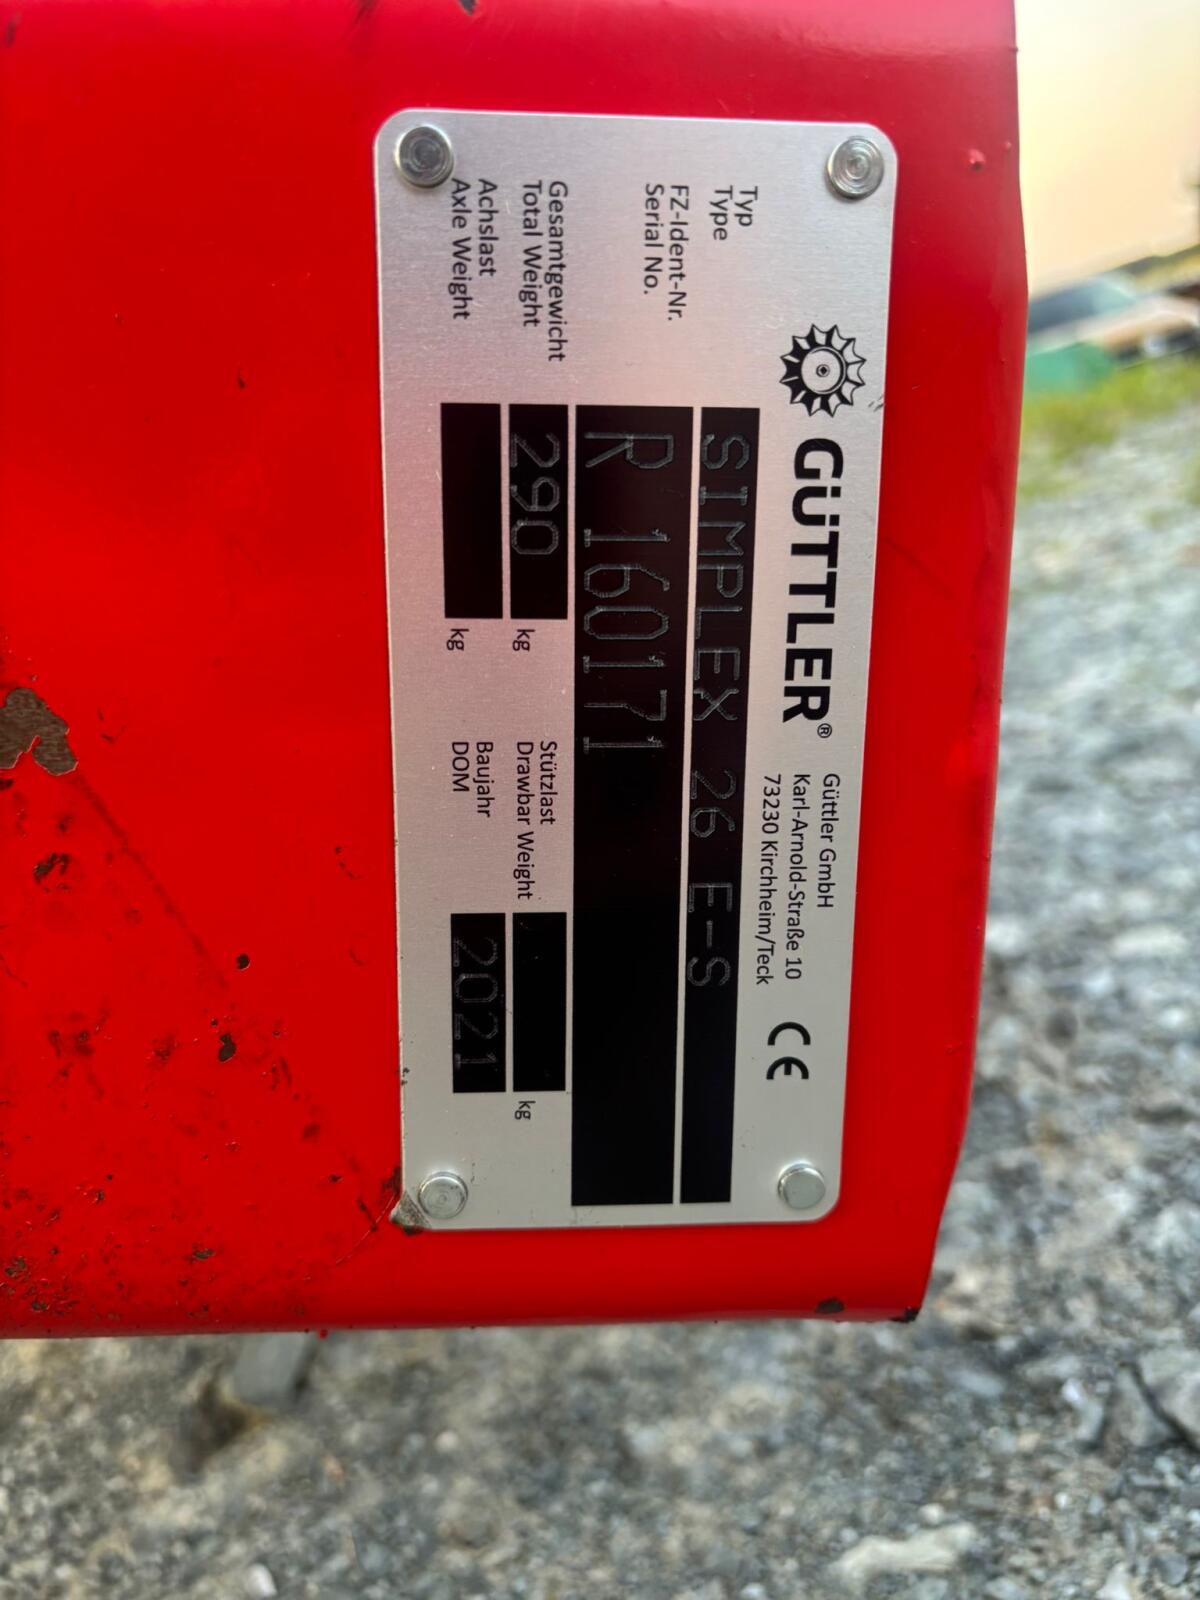 GÜTTLER®
Güttler GmbH
Karl-Arnold-Straße 10
73230 Kirchheim/Teck
CE
Typ
Type
SIMPLEX 26 E-S
FZ-Ident-Nr.
Serial No.
R 160171
Gesamtgewicht
Total Weight
290 kg
Stützlast
Drawbar Weight
kg
Achslast
Axle Weight
kg
Baujahr
DOM
2021